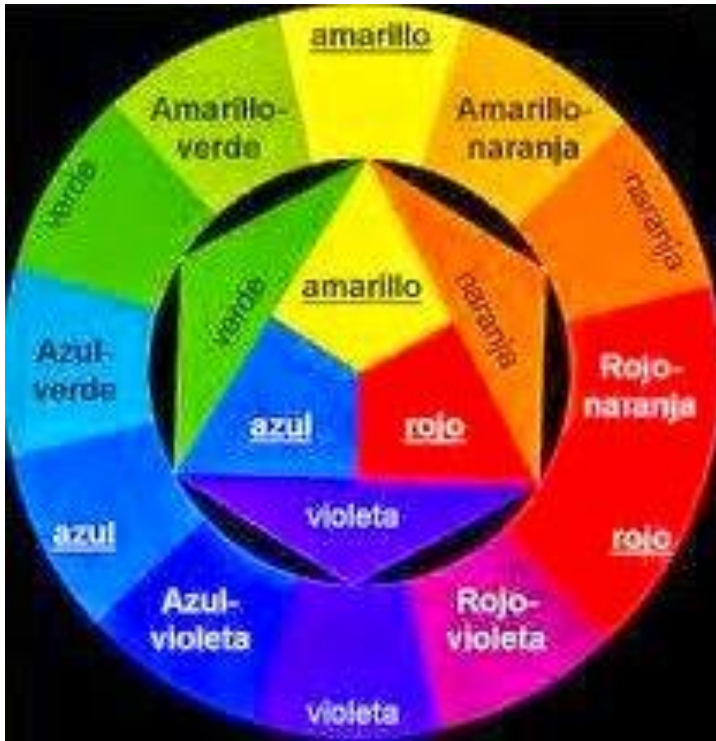 amarillo
Amarillo-
verde
Amarillo-
naranja
verde
naranja
amarillo
verde
naranja
Azul-
verde
Rojo-
naranja
azul
rojo
violeta
azul
rojo
Azul-
violeta
Rojo-
violeta
violeta